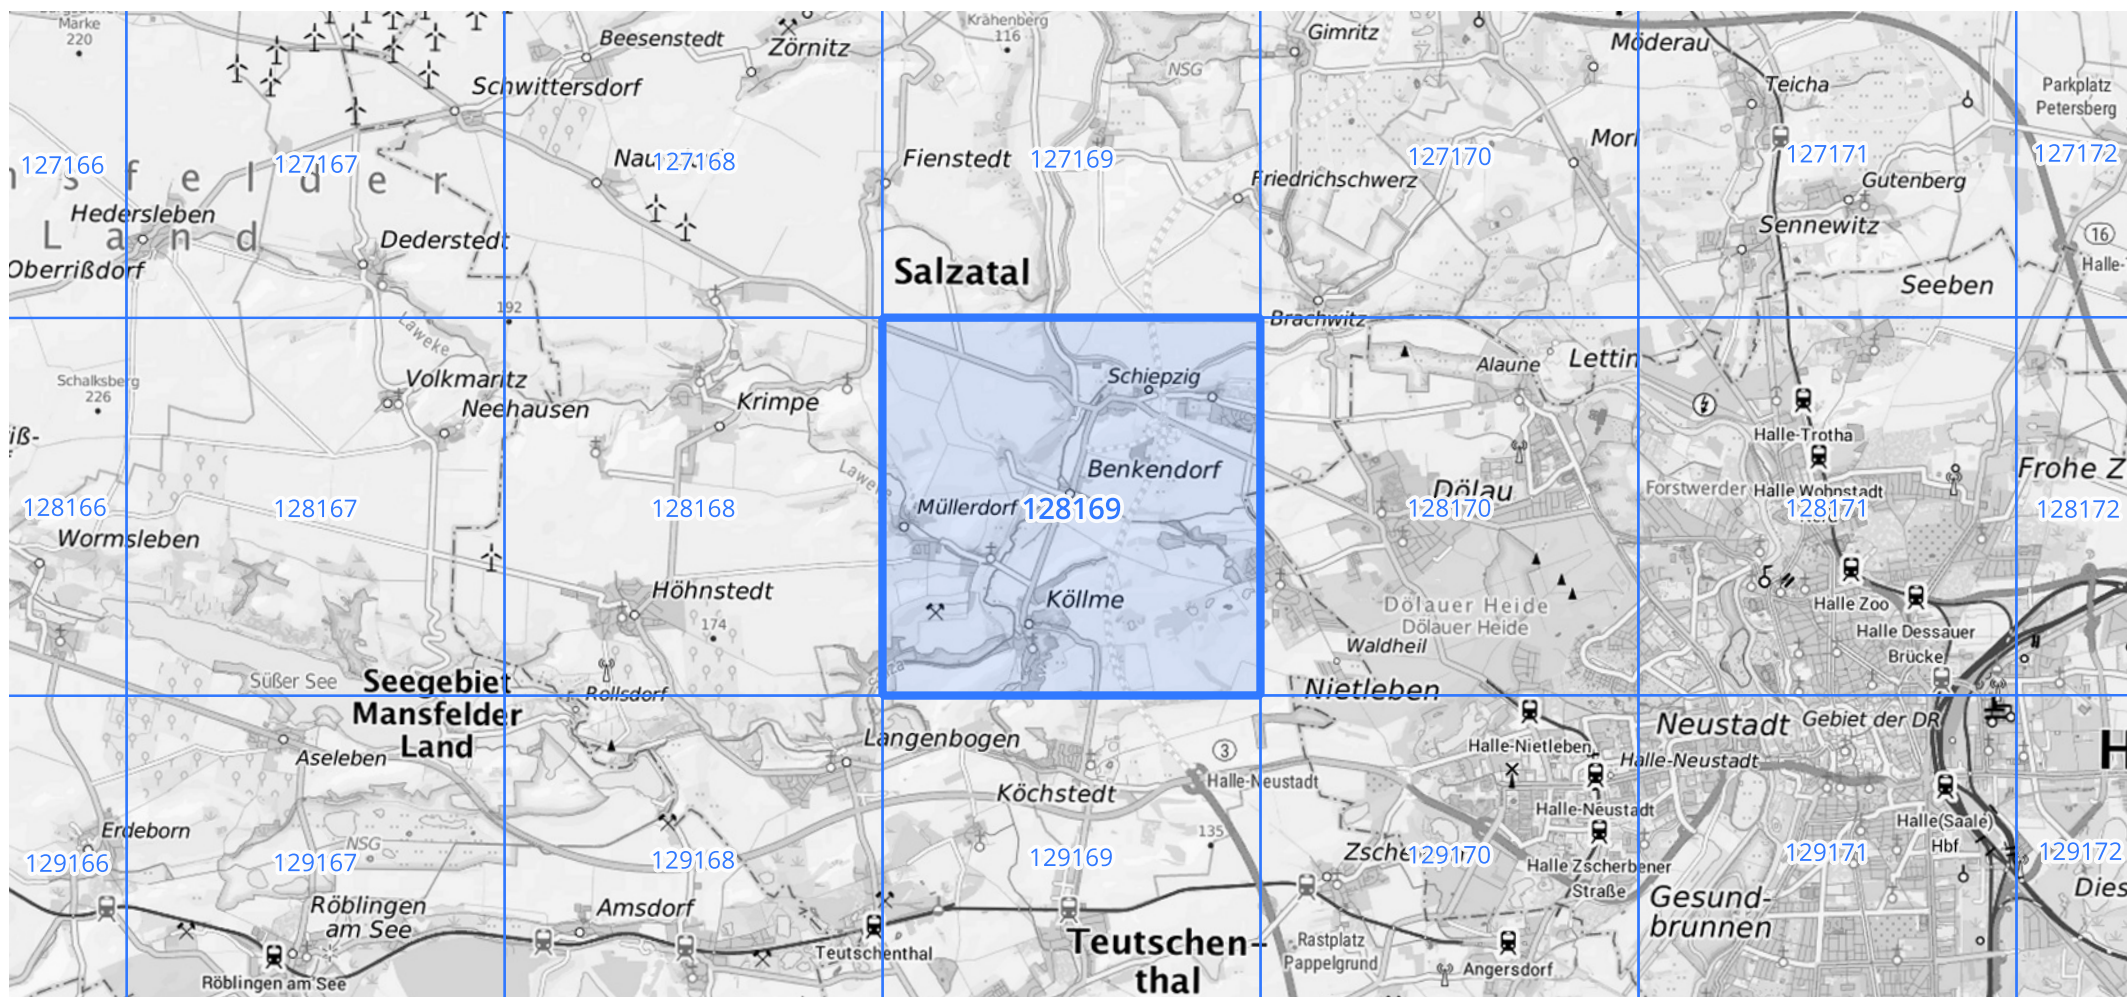 Marke
220
Beesenstedt
Zörnitz
Krähenberg
116
Gimritz
Möderau
NSG
Schwittersdorf
Teicha
Parkplatz
Petersberg
127166
127167
127168
Fienstedt
127169
127170
127171
127172
Friedrichschwerz
Gutenberg
n s f e l d e r
Hedersleben
L a n d
Dederstedt
Sennewitz
16
Oberrißdorf
Salzatal
Halle-
Seeben
192
Laweke
Brachwitz
Schalksberg
226
Volkmaritz
Neehausen
Krimpe
Schiepzig
Alaune
Lettin
iß-
Halle-Trotha
Benkendorf
Frohe Z
Forstwerder
Halle Wohnstadt
Nord
Dölau
128166
128167
128168
Müllerdorf
128169
128170
128171
128172
Wormsleben
Höhnstedt
174
Köllme
Dölauer Heide
Dölauer Heide
Waldheil
Halle Zoo
Halle Dessauer
Brücke
Süßer See
Seegebiet
Mansfelder
Land
Rollsdorf
Nietleben
Neustadt
Gebiet der DR
Langenbogen
3
Halle-Neustadt
Halle-Nietleben
Halle-Neustadt
Aseleben
Köchstedt
Halle-Neustadt
H
Erdeborn
NSG
135
Halle(Saale)
Hbf
129166
129167
129168
129169
129170
129171
129172
Halle Zscherbener
Straße
Röblingen
am See
Amsdorf
Gesund-
brunnen
Dies
Teutschenthal
Teutschen-
thal
Rastplatz
Pappelgrund
Angersdorf
Röblingen am See